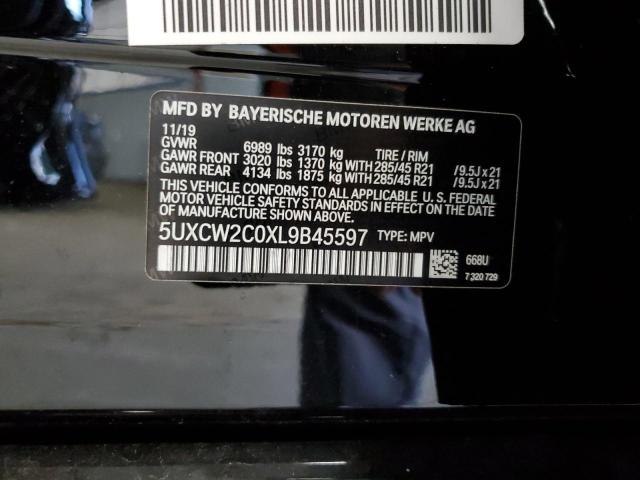 MFD BY BAYERISCHE MOTOREN WERKE AG
11/19
GVWR 6989 lbs 3170 kg TIRE / RIM
GAWR FRONT 3020 lbs 1370 kg WITH 285/45 R21 /9.5J x 21
GAWR REAR 4134 lbs 1875 kg WITH 285/45 R21 /9.5J x 21
THIS VEHICLE CONFORMS TO ALL APPLICABLE U. S. FEDERAL
MOTOR VEHICLE SAFETY STANDARDS IN EFFECT ON THE
DATE OF MANUFACTURE SHOWN ABOVE.
5UXCW2C0XL9B45597 TYPE: MPV
668U
7 320 729